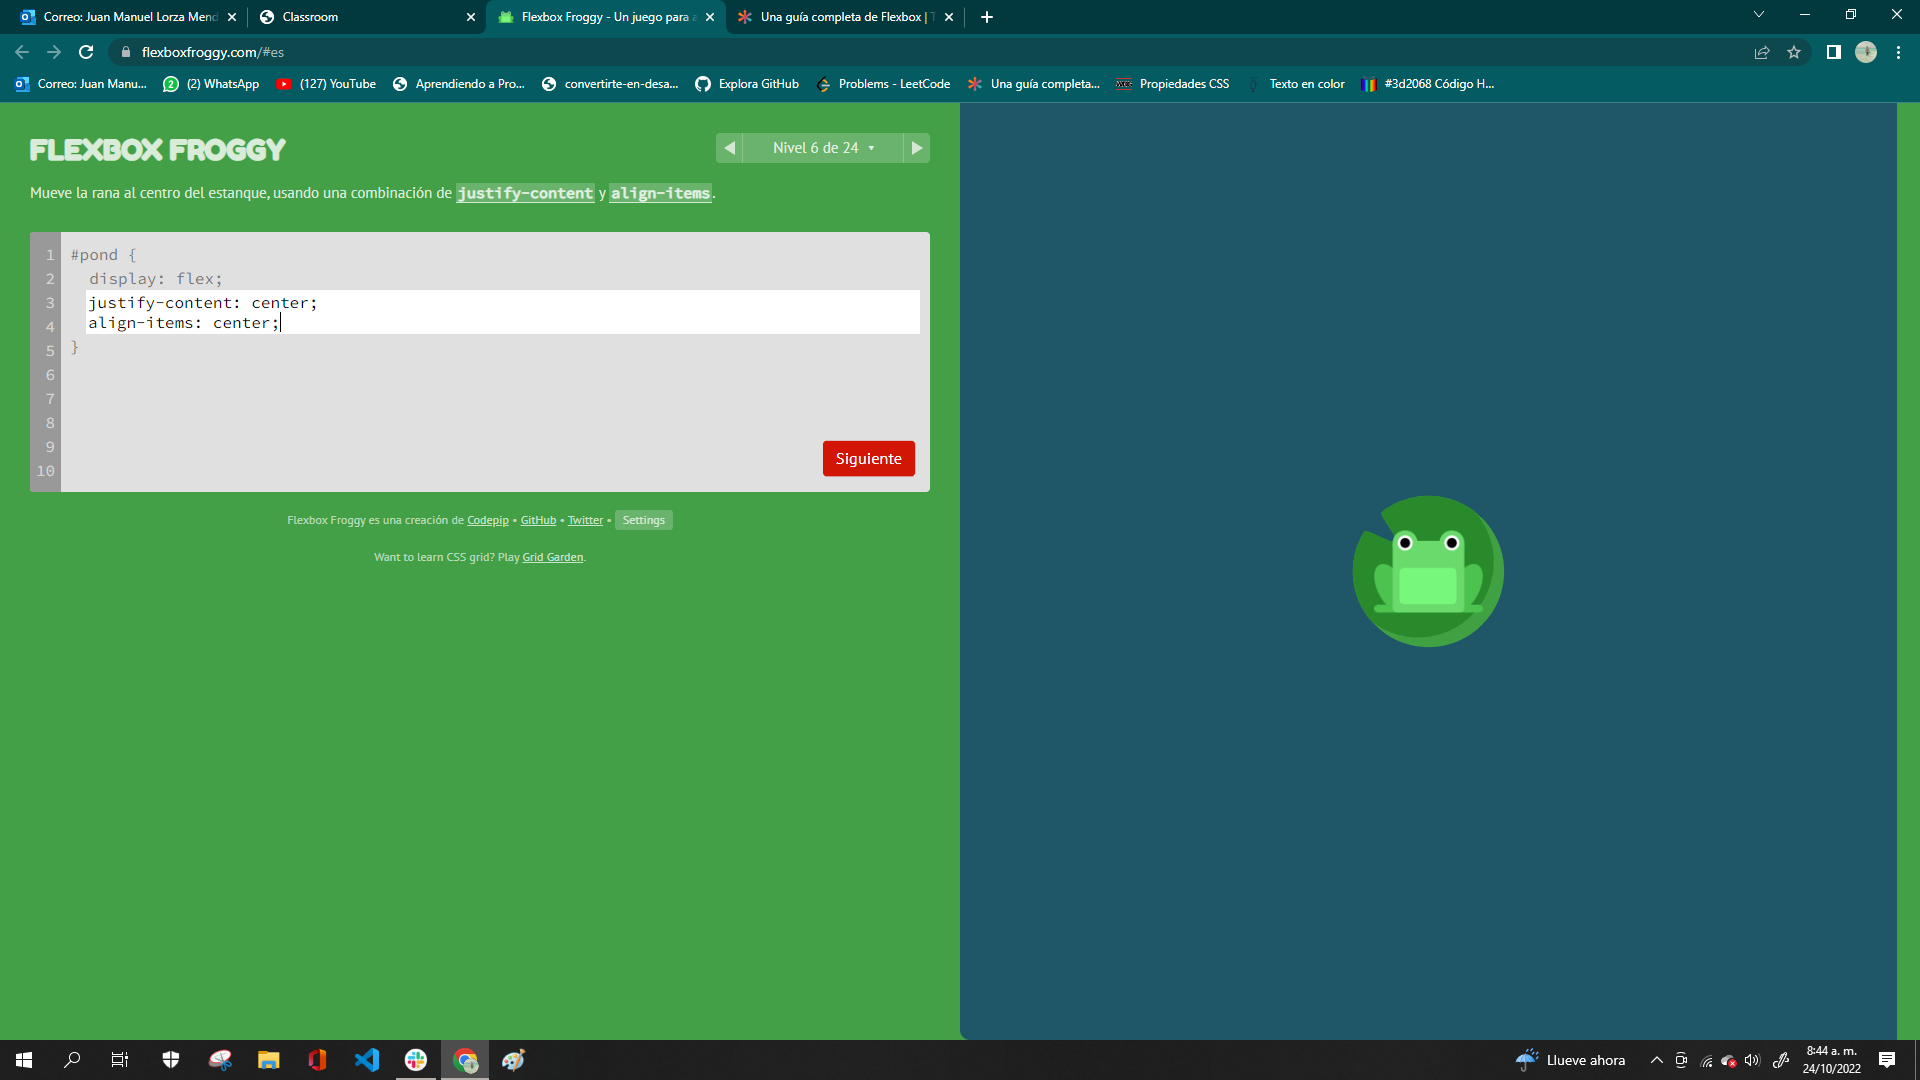 Correo: Juan Manuel Lorza Mend
Classroom
Flexbox Froggy - Un juego para a
Una guía completa de Flexbox |
flexboxfroggy.com/#es
Correo: Juan Manu...
(2) WhatsApp
(127) YouTube
Aprendiendo a Pro...
convertirte-en-desa...
Explora GitHub
Problems - LeetCode
Una guía completa...
Propiedades CSS
Texto en color
#3d2068 Código H...
FLEXBOX FROGGY
Nivel 6 de 24
Mueve la rana al centro del estanque, usando una combinación de justify-content y align-items.
1 #pond {
2 display: flex;
3 justify-content: center;
4 align-items: center;
5 }
6
7
8
9
10
Siguiente
Flexbox Froggy es una creación de Codepip • GitHub • Twitter • Settings
Want to learn CSS grid? Play Grid Garden.
Llueve ahora
8:44 a. m.
24/10/2022